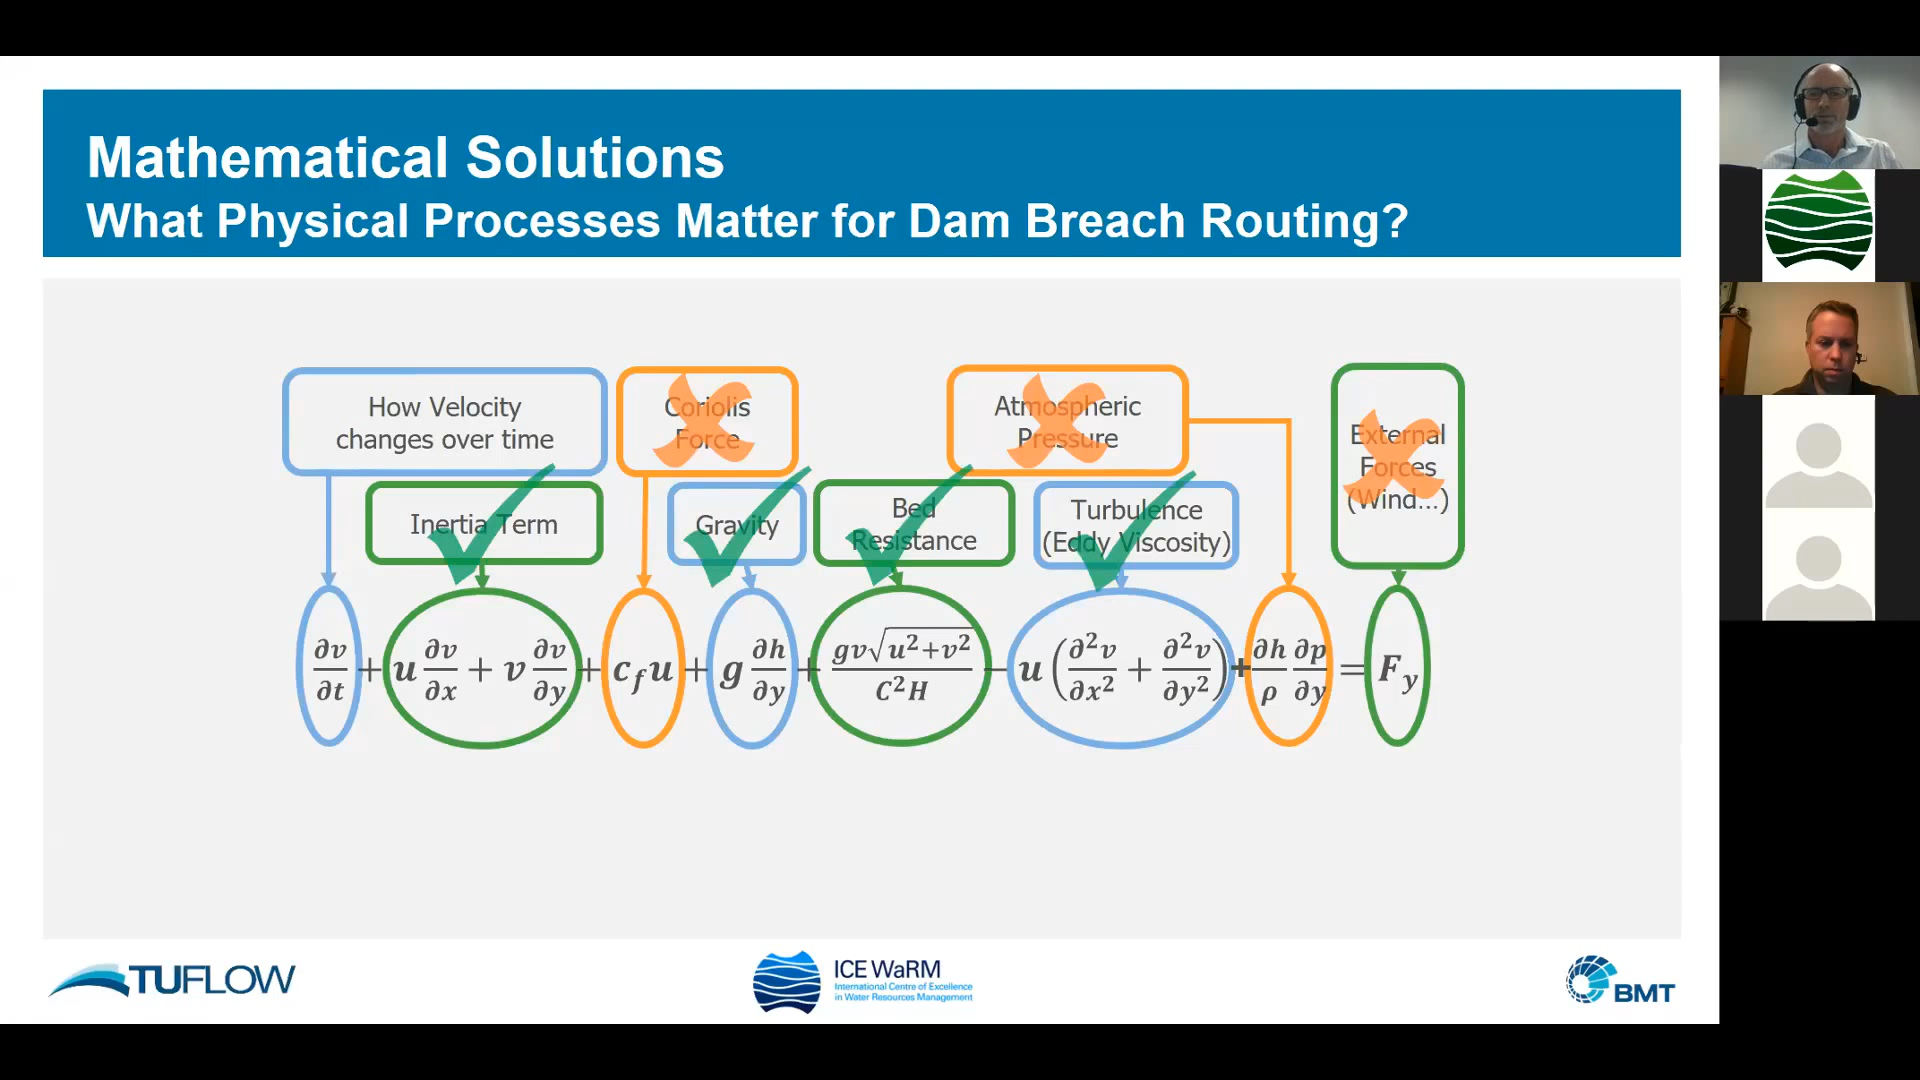 Mathematical Solutions
What Physical Processes Matter for Dam Breach Routing?
How Velocity
changes over time
Coriolis
Force
Atmospheric
Pressure
External
Forces
(Wind...)
Inertia Term
Gravity
Bed
Resistance
Turbulence
(Eddy Viscosity)
∂v/∂t + u ∂v/∂x + v ∂v/∂y + c_f u + g ∂h/∂y + gv√(u²+v²)/(C²H) − u (∂²v/∂x² + ∂²v/∂y²) + ∂h/ρ ∂p/∂y = F_y
TUFLOW
ICE WaRM
International Centre of Excellence
in Water Resources Management
BMT